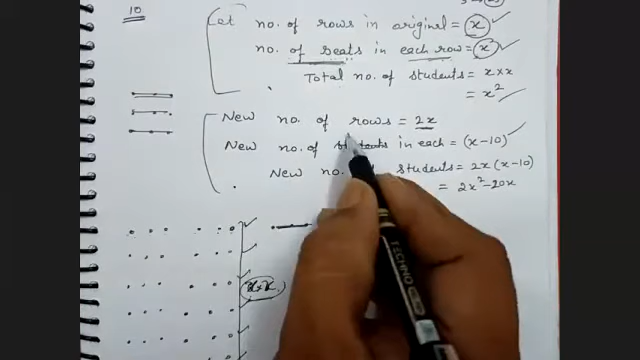 10.
Let no. of rows in original = x
no. of seats in each row = x
Total no. of students = x × x
= x²
New no. of rows = 2x
New no. of students in each = (x-10)
New no. students = 2x(x-10)
= 2x²-20x
x×x
TECHNO